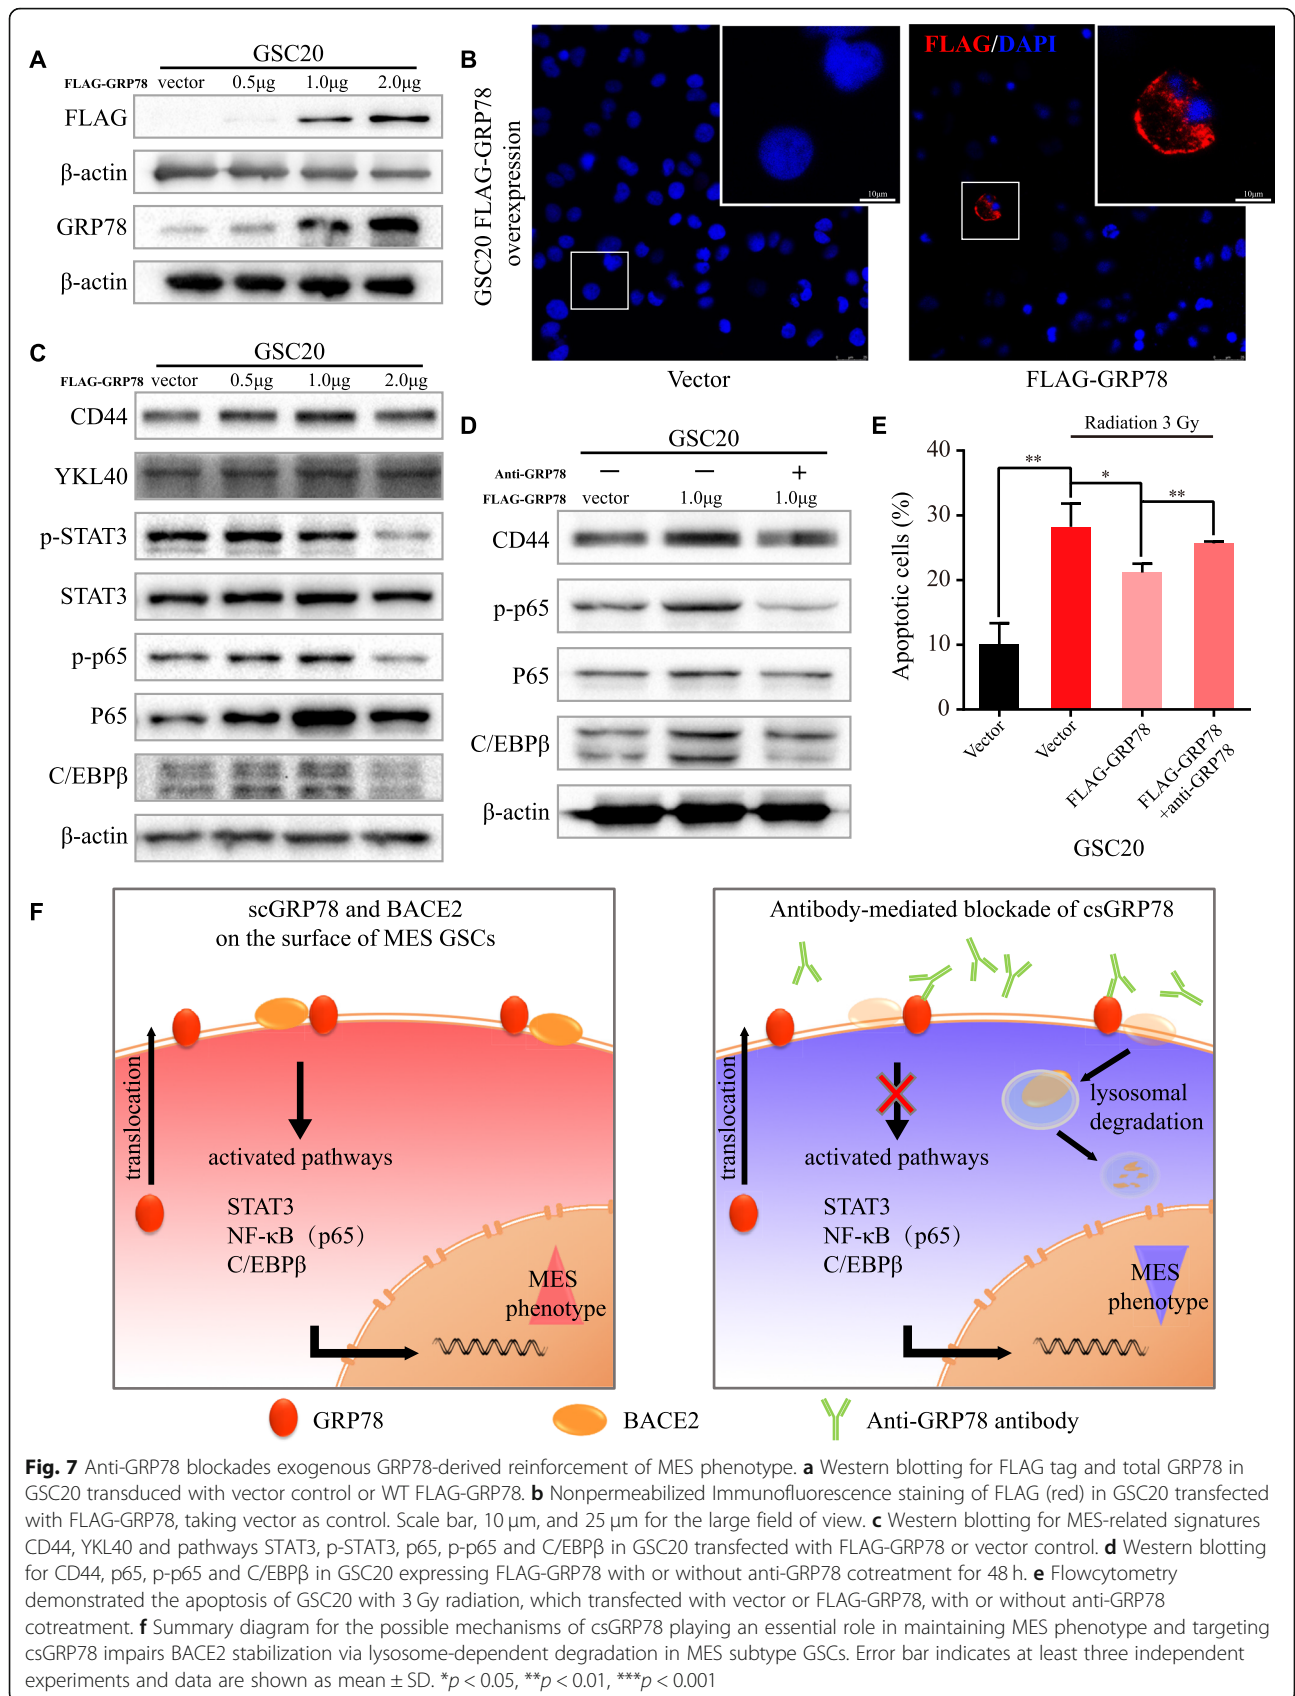 A
GSC20
FLAG-GRP78 vector 0.5μg 1.0μg 2.0μg
FLAG
β-actin
GRP78
β-actin
B
GSC20 FLAG-GRP78
overexpression
10μm
Vector
FLAG/DAPI
10μm
FLAG-GRP78
C
GSC20
FLAG-GRP78 vector 0.5μg 1.0μg 2.0μg
CD44
YKL40
p-STAT3
STAT3
p-p65
P65
C/EBPβ
β-actin
D
GSC20
Anti-GRP78 — — +
FLAG-GRP78 vector 1.0μg 1.0μg
CD44
p-p65
P65
C/EBPβ
β-actin
E
Radiation 3 Gy
** * **
Apoptotic cells (%)
40
30
20
10
0
Vector
Vector
FLAG-GRP78
FLAG-GRP78
+anti-GRP78
GSC20
F
scGRP78 and BACE2
on the surface of MES GSCs
translocation
activated pathways
STAT3
NF-κB（p65）
C/EBPβ
MES
phenotype
Antibody-mediated blockade of csGRP78
translocation
lysosomal
degradation
activated pathways
STAT3
NF-κB（p65）
C/EBPβ
MES
phenotype
GRP78
BACE2
Anti-GRP78 antibody
Fig. 7 Anti-GRP78 blockades exogenous GRP78-derived reinforcement of MES phenotype. a Western blotting for FLAG tag and total GRP78 in
GSC20 transduced with vector control or WT FLAG-GRP78. b Nonpermeabilized Immunofluorescence staining of FLAG (red) in GSC20 transfected
with FLAG-GRP78, taking vector as control. Scale bar, 10 μm, and 25 μm for the large field of view. c Western blotting for MES-related signatures
CD44, YKL40 and pathways STAT3, p-STAT3, p65, p-p65 and C/EBPβ in GSC20 transfected with FLAG-GRP78 or vector control. d Western blotting
for CD44, p65, p-p65 and C/EBPβ in GSC20 expressing FLAG-GRP78 with or without anti-GRP78 cotreatment for 48 h. e Flowcytometry
demonstrated the apoptosis of GSC20 with 3 Gy radiation, which transfected with vector or FLAG-GRP78, with or without anti-GRP78
cotreatment. f Summary diagram for the possible mechanisms of csGRP78 playing an essential role in maintaining MES phenotype and targeting
csGRP78 impairs BACE2 stabilization via lysosome-dependent degradation in MES subtype GSCs. Error bar indicates at least three independent
experiments and data are shown as mean ± SD. *p < 0.05, **p < 0.01, ***p < 0.001